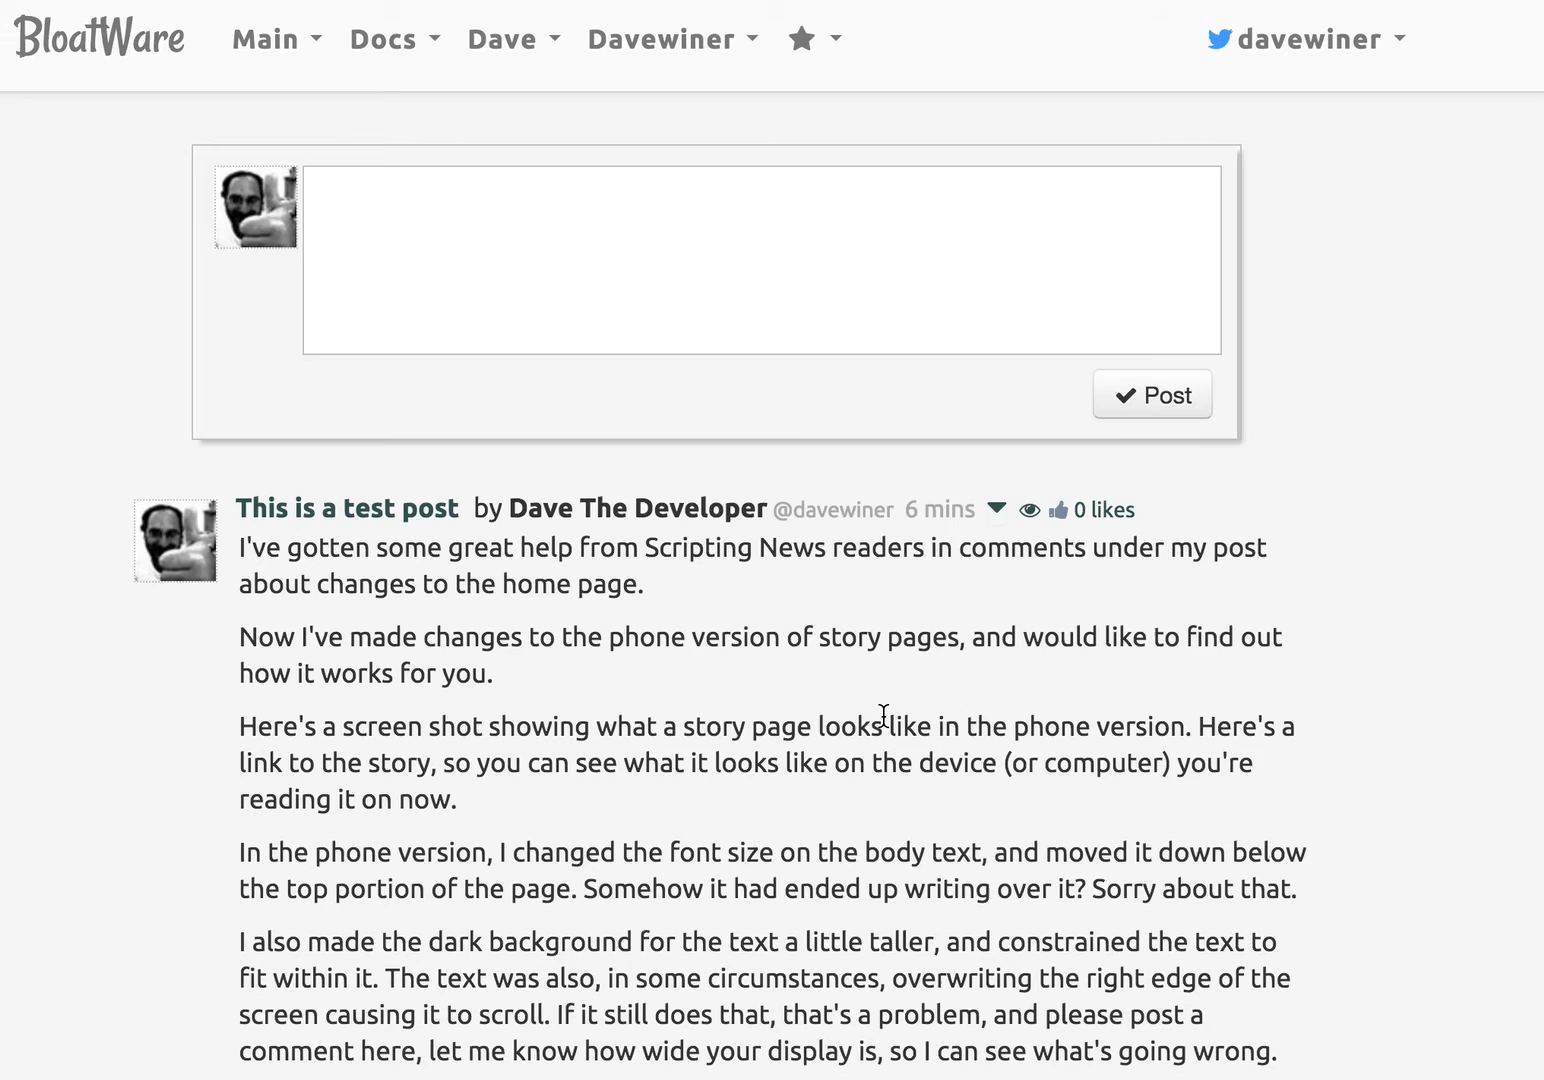 BloatWare Main Docs Dave Davewiner davewiner
Post
This is a test post by Dave The Developer @davewiner 6 mins 0 likes
I've gotten some great help from Scripting News readers in comments under my post
about changes to the home page.
Now I've made changes to the phone version of story pages, and would like to find out
how it works for you.
Here's a screen shot showing what a story page looks like in the phone version. Here's a
link to the story, so you can see what it looks like on the device (or computer) you're
reading it on now.
In the phone version, I changed the font size on the body text, and moved it down below
the top portion of the page. Somehow it had ended up writing over it? Sorry about that.
I also made the dark background for the text a little taller, and constrained the text to
fit within it. The text was also, in some circumstances, overwriting the right edge of the
screen causing it to scroll. If it still does that, that's a problem, and please post a
comment here, let me know how wide your display is, so I can see what's going wrong.